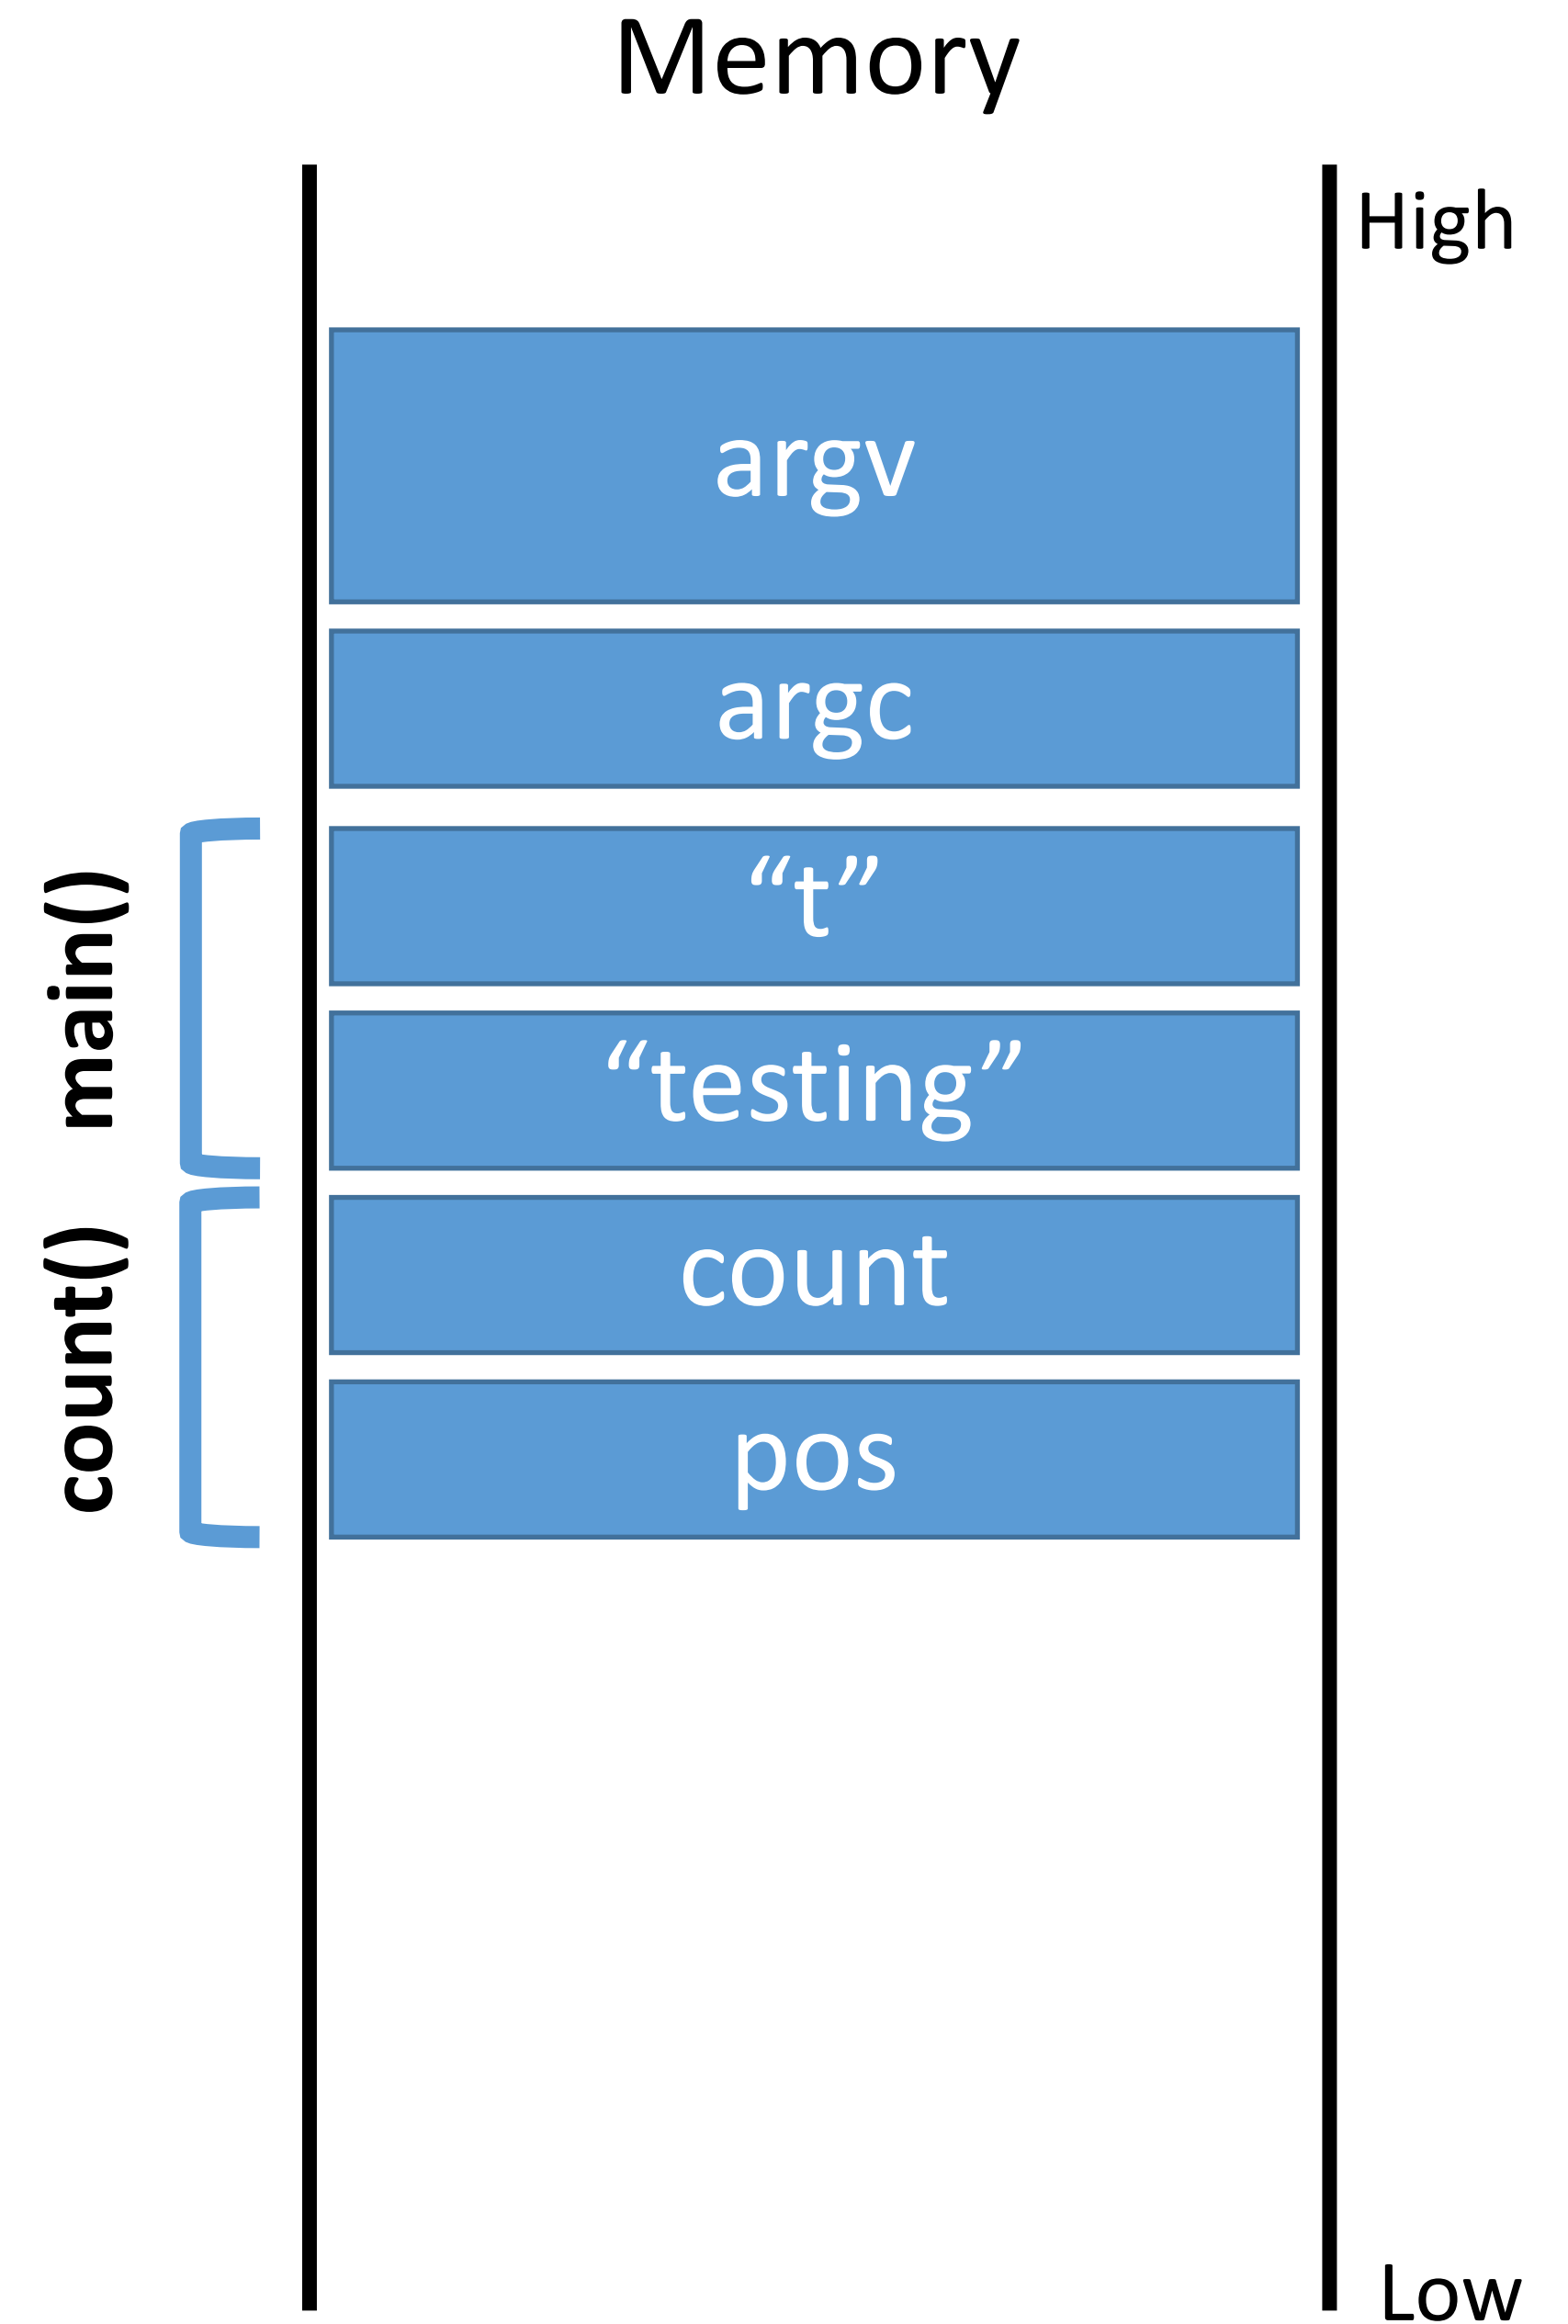 Memory
High
argv
argc
main()
“t”
“testing”
count()
count
pos
Low